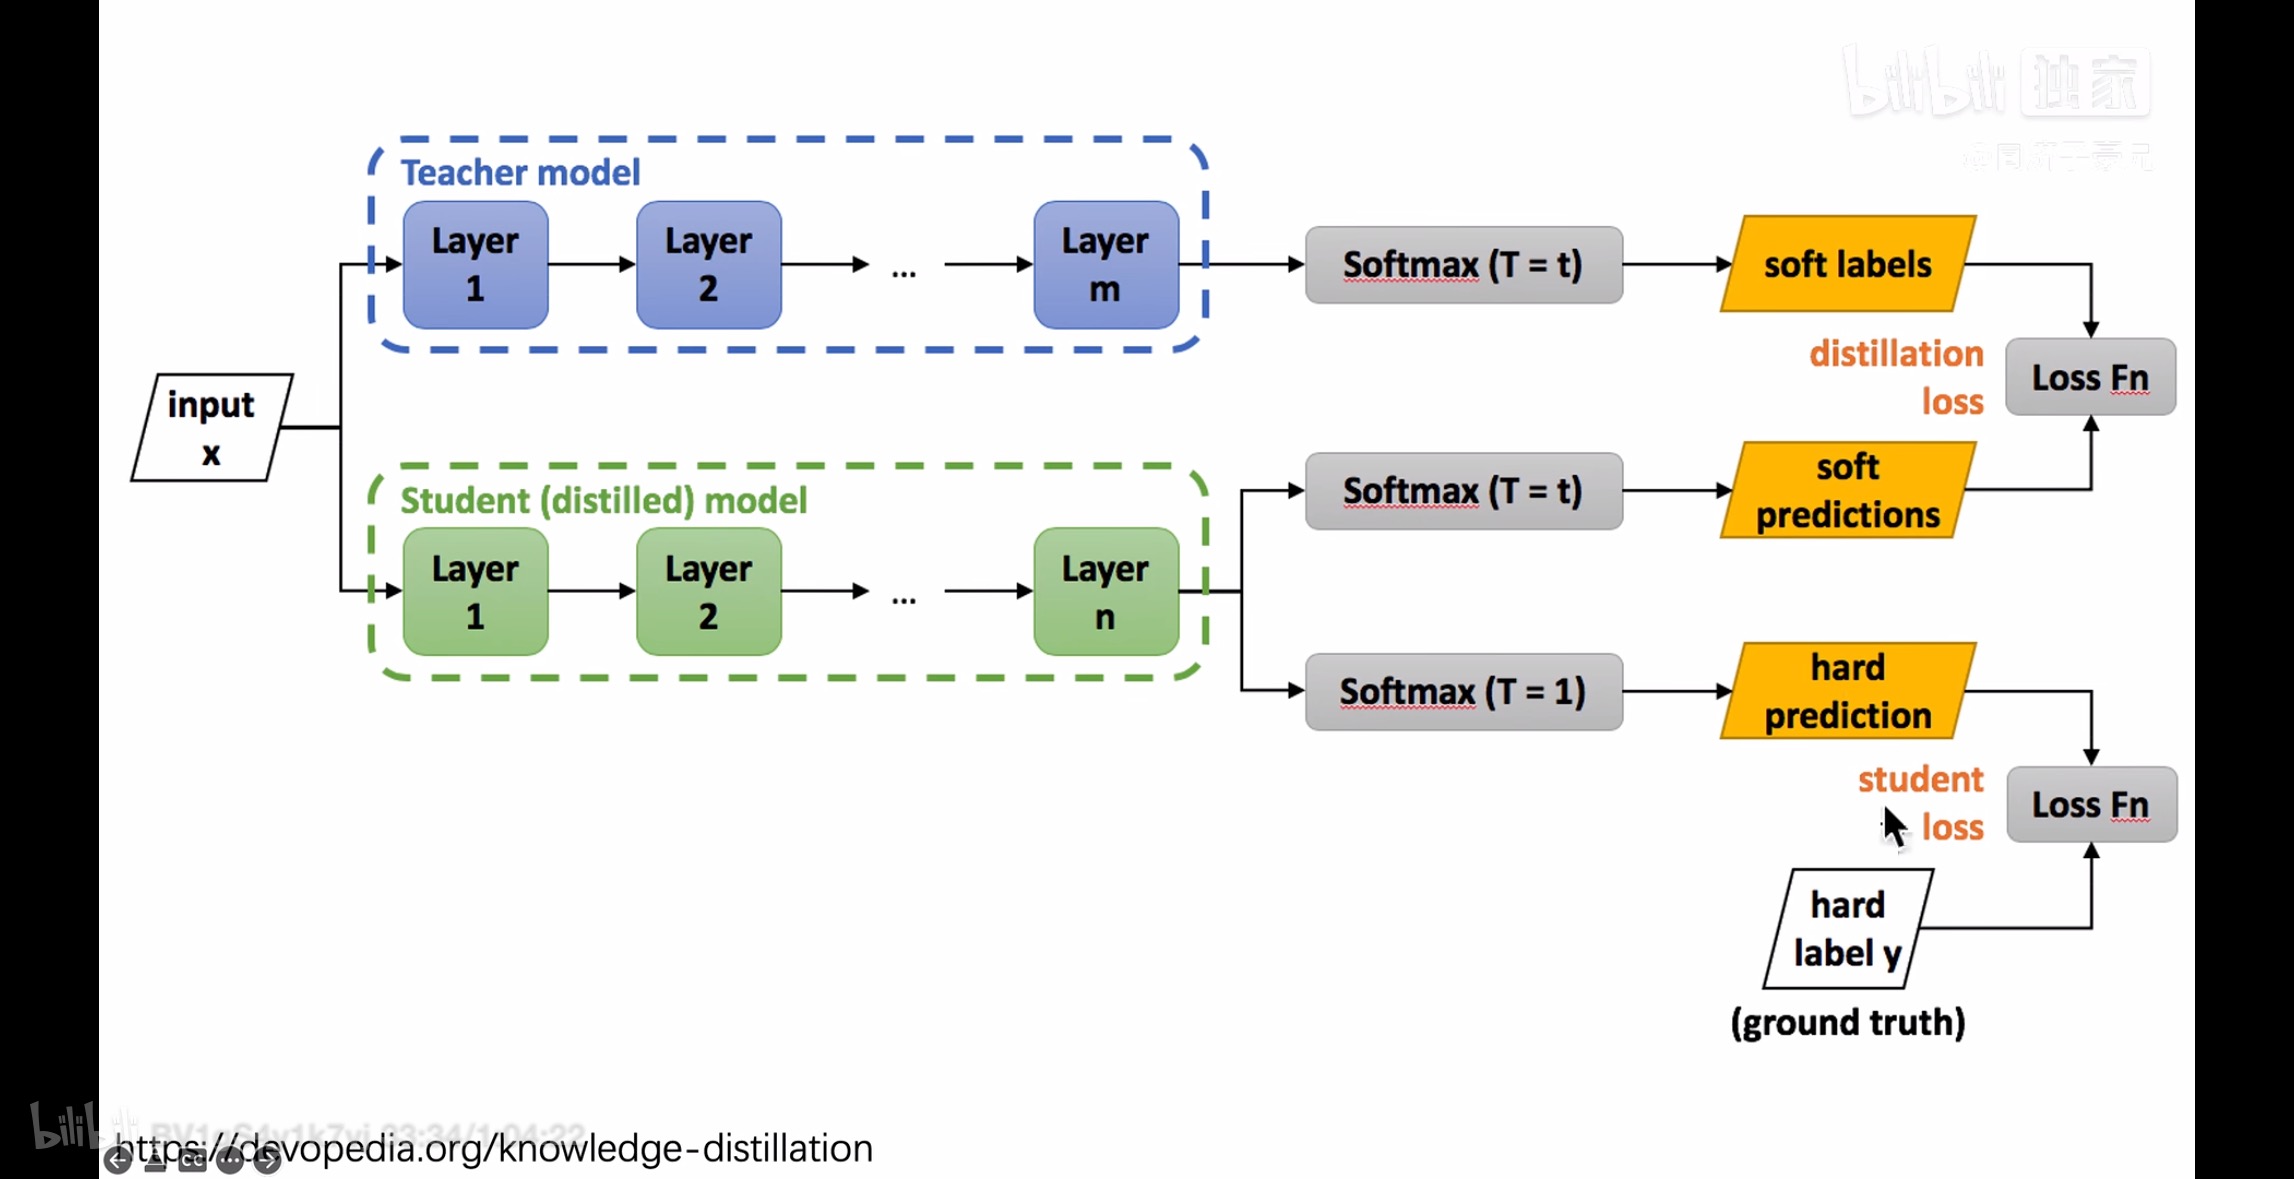 bilibili 独家
Teacher model
Layer
1
Layer
2
...
Layer
m
Softmax (T = t)
soft labels
distillation
loss
Loss Fn
input
x
Student (distilled) model
Layer
1
Layer
2
...
Layer
n
Softmax (T = t)
soft
predictions
Softmax (T = 1)
hard
prediction
student
loss
Loss Fn
hard
label y
(ground truth)
bilibili
https://devopedia.org/knowledge-distillation
CC